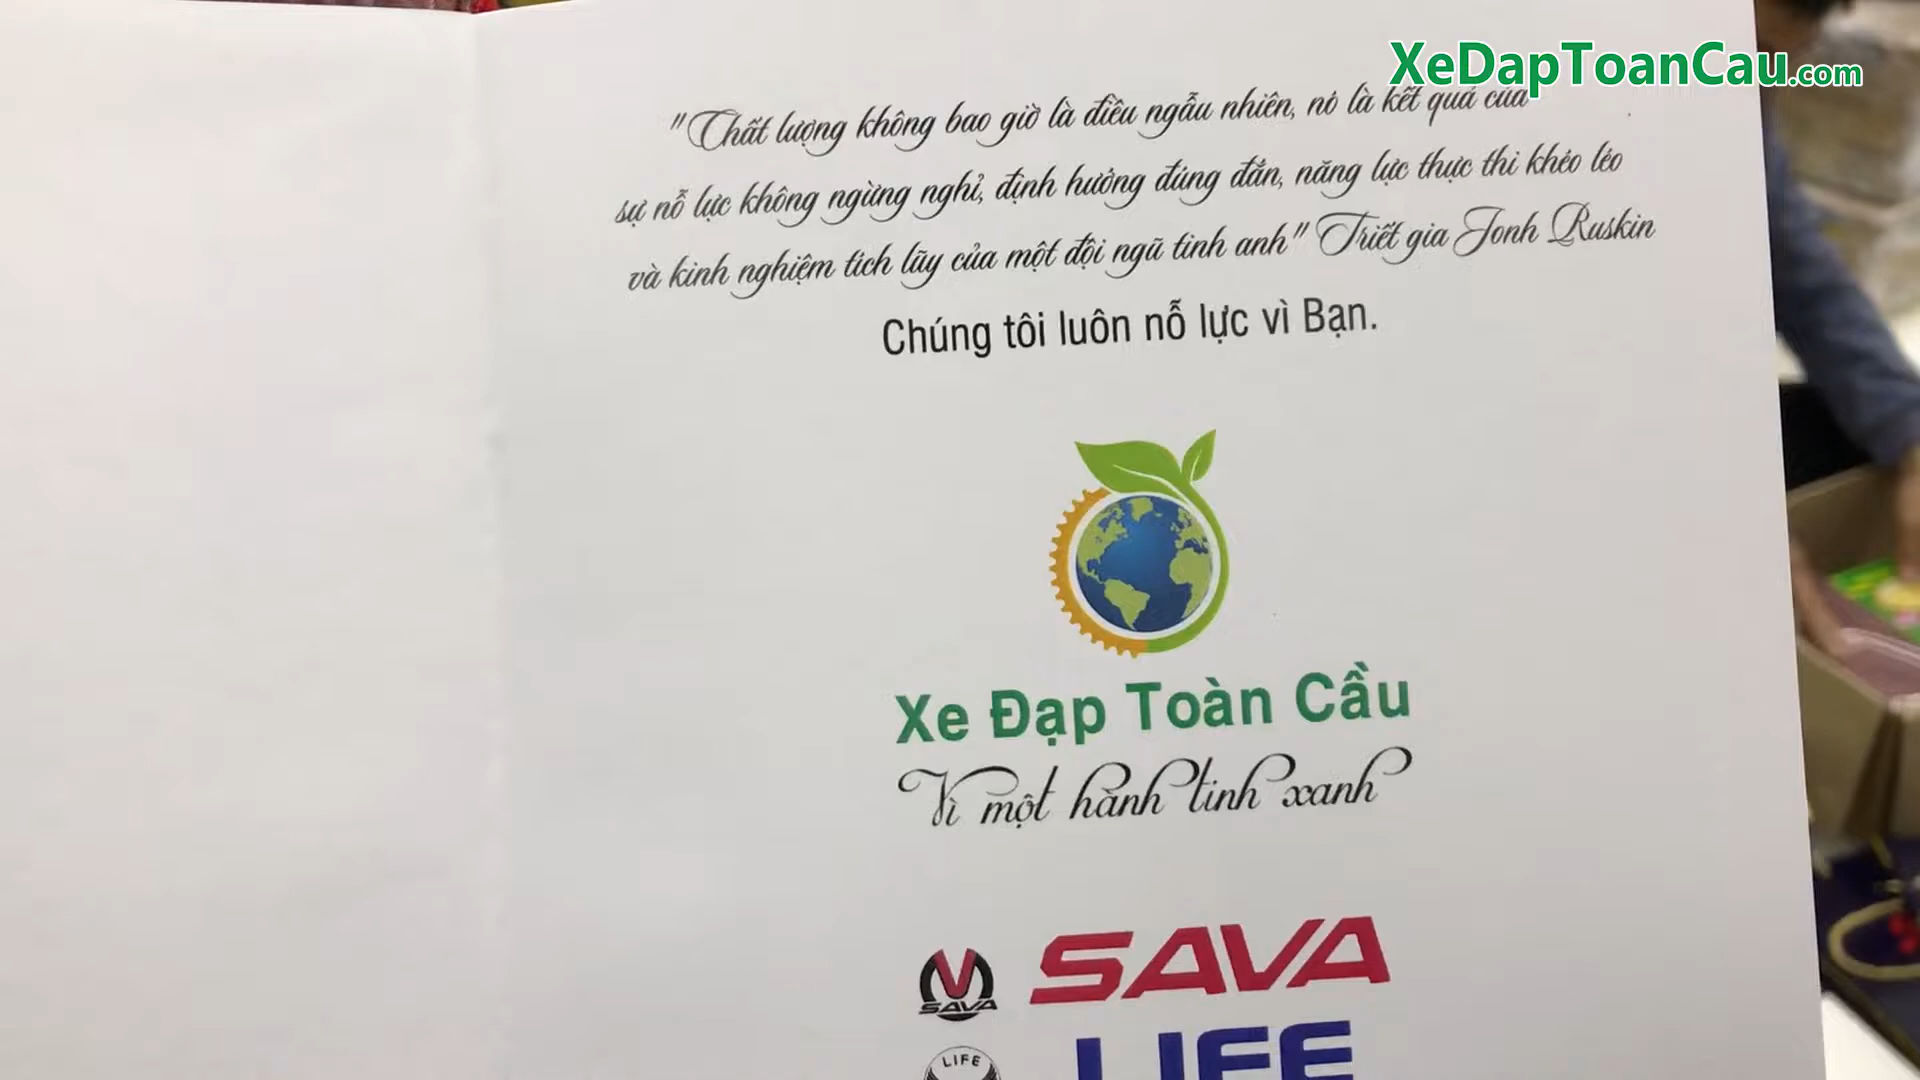 XeDapToanCau.com
"Chất lượng không bao giờ là điều ngẫu nhiên, nó là kết quả của
sự nỗ lực không ngừng nghỉ, định hướng đúng đắn, năng lực thực thi khéo léo
và kinh nghiệm tích lũy của một đội ngũ tinh anh" Triết gia Jonh Ruskin
Chúng tôi luôn nỗ lực vì Bạn.
Xe Đạp Toàn Cầu
Vì một hành tinh xanh
SAVA
SAVA
LIFE
LIFE